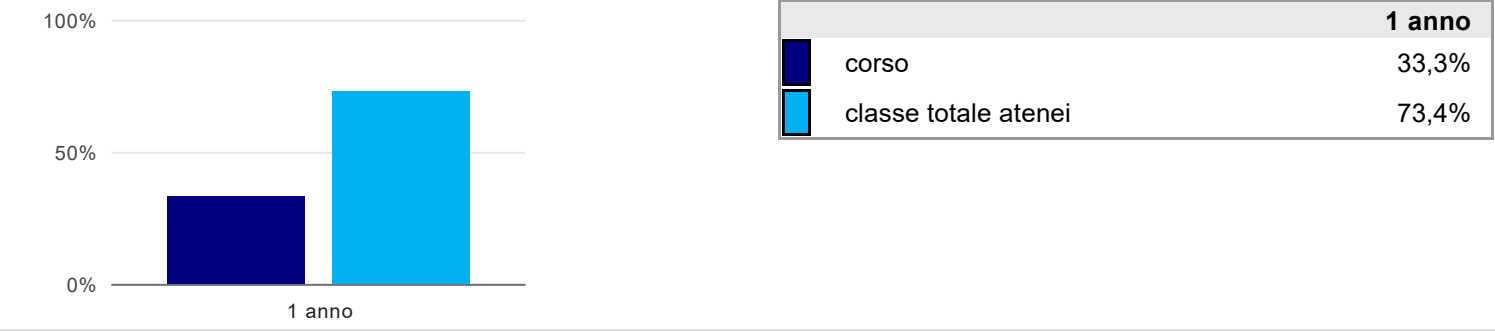 100%
50%
0%
1 anno
1 anno
corso 33,3%
classe totale atenei 73,4%